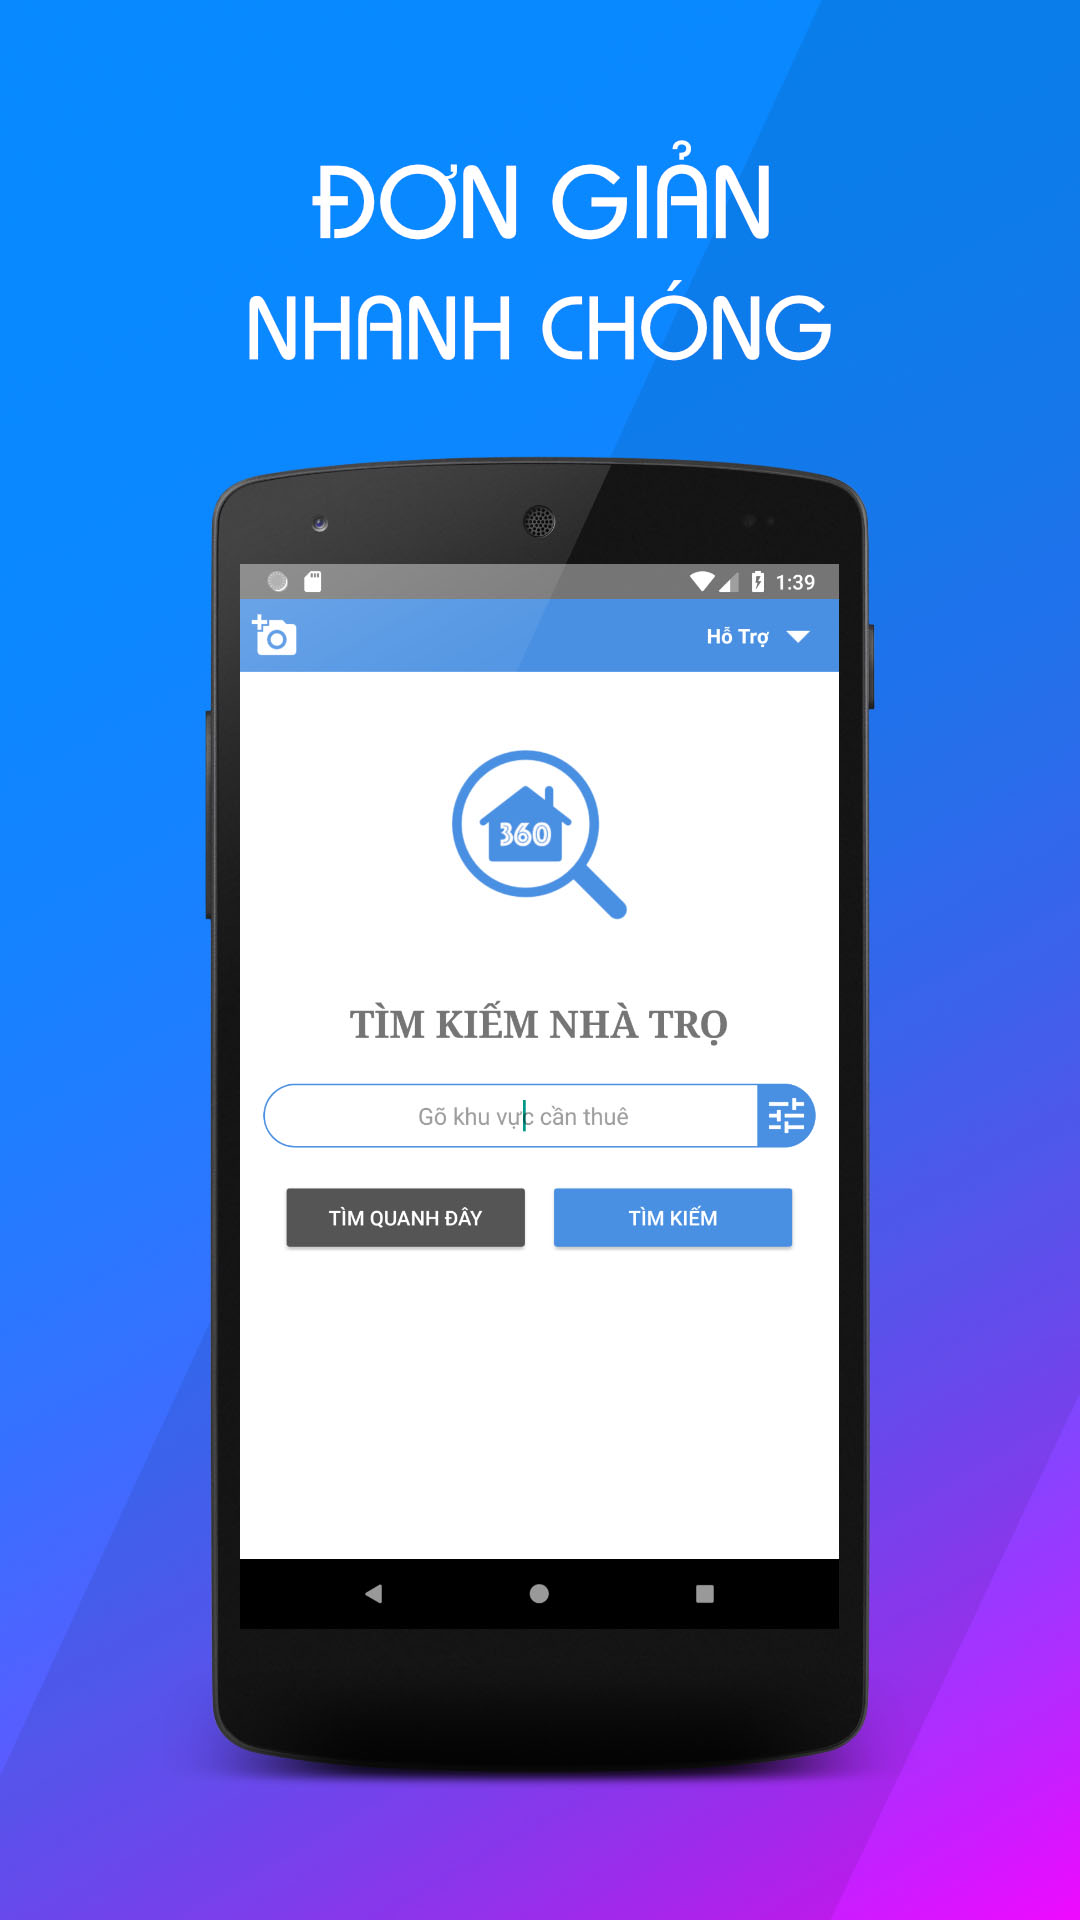 ĐƠN GIẢN
NHANH CHÓNG
1:39
Hỗ Trợ
360
TÌM KIẾM NHÀ TRỌ
Gõ khu vực cần thuê
TÌM QUANH ĐÂY
TÌM KIẾM